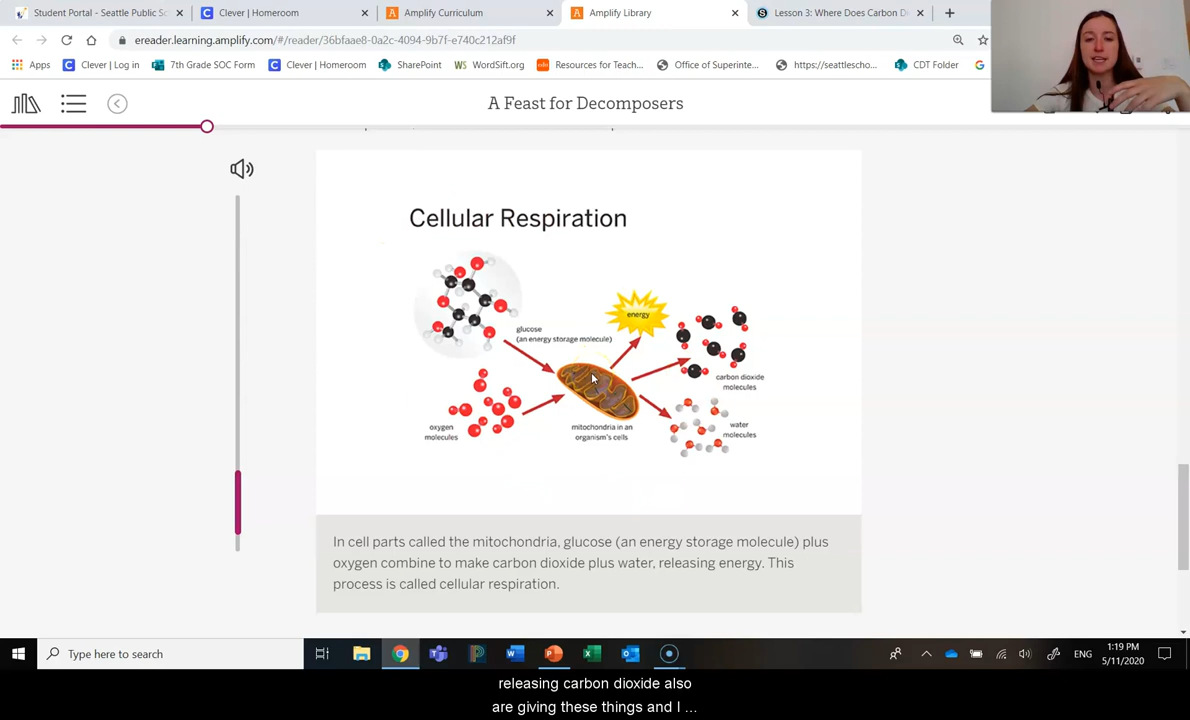 Student Portal - Seattle Public Sc
Clever | Homeroom
Amplify Curriculum
Amplify Library
Lesson 3: Where Does Carbon Di
ereader.learning.amplify.com/#/reader/36bfaae8-0a2c-4094-9b7f-e740c212af9f
Apps
Clever | Log in
7th Grade SOC Form
Clever | Homeroom
SharePoint
WS WordSift.org
Resources for Teac...
Office of Superinte...
https://seattlescho...
CDT Folder
A Feast for Decomposers
Cellular Respiration
energy
glucose
(an energy storage molecule)
carbon dioxide
molecules
oxygen
molecules
mitochondria in an
organism's cells
water
molecules
In cell parts called the mitochondria, glucose (an energy storage molecule) plus
oxygen combine to make carbon dioxide plus water, releasing energy. This
process is called cellular respiration.
Type here to search
ENG
1:19 PM
5/11/2020
releasing carbon dioxide also
are giving these things and I ...